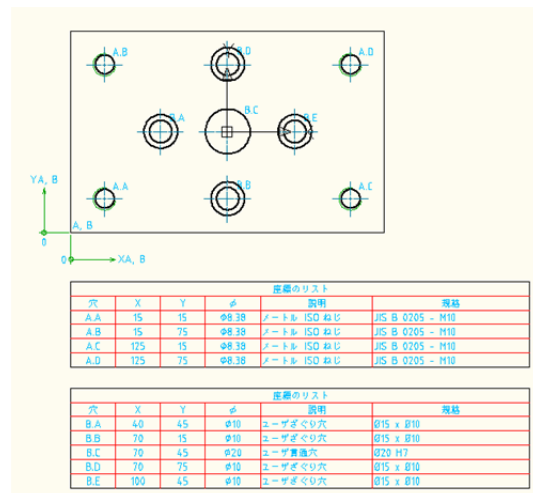 A.B
B.D
A.D
B.C
B.A
B.E
A.A
B.B
A.C
YA, B
A, B
0
0
XA, B
座標のリスト
穴 X Y ϕ 説明 規格
A.A 15 15 Φ8.38 メートル ISO ねじ JIS B 0205 - M10
A.B 15 75 Φ8.38 メートル ISO ねじ JIS B 0205 - M10
A.C 125 15 Φ8.38 メートル ISO ねじ JIS B 0205 - M10
A.D 125 75 Φ8.38 メートル ISO ねじ JIS B 0205 - M10
座標のリスト
穴 X Y ϕ 説明 規格
B.A 40 45 ϕ10 ユーザざぐり穴 Ø15 x Ø10
B.B 70 15 ϕ10 ユーザざぐり穴 Ø15 x Ø10
B.C 70 45 ϕ20 ユーザ貫通穴 Ø20 H7
B.D 70 75 ϕ10 ユーザざぐり穴 Ø15 x Ø10
B.E 100 45 ϕ10 ユーザざぐり穴 Ø15 x Ø10